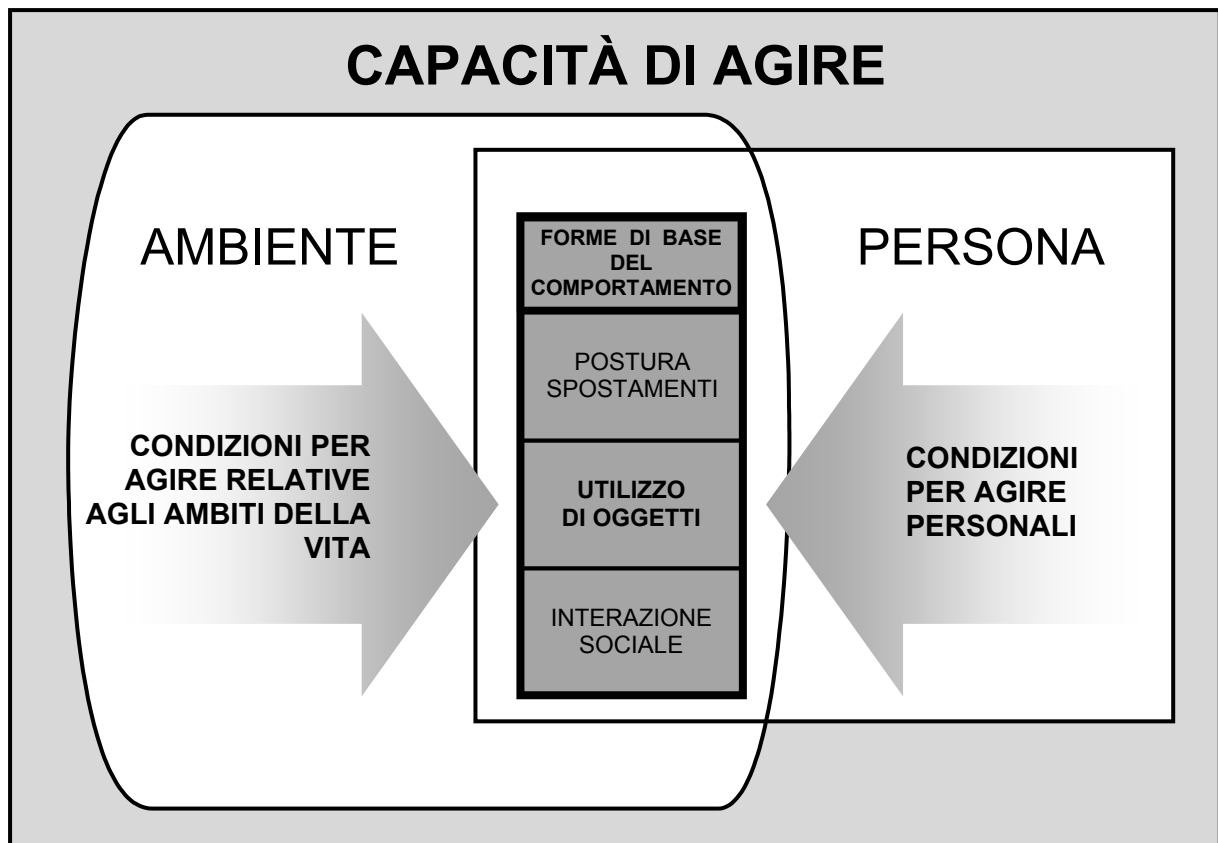 CAPACITÀ DI AGIRE
AMBIENTE
CONDIZIONI PER
AGIRE RELATIVE
AGLI AMBITI DELLA
VITA
FORME DI BASE
DEL
COMPORTAMENTO
POSTURA
SPOSTAMENTI
UTILIZZO
DI OGGETTI
INTERAZIONE
SOCIALE
PERSONA
CONDIZIONI
PER AGIRE
PERSONALI